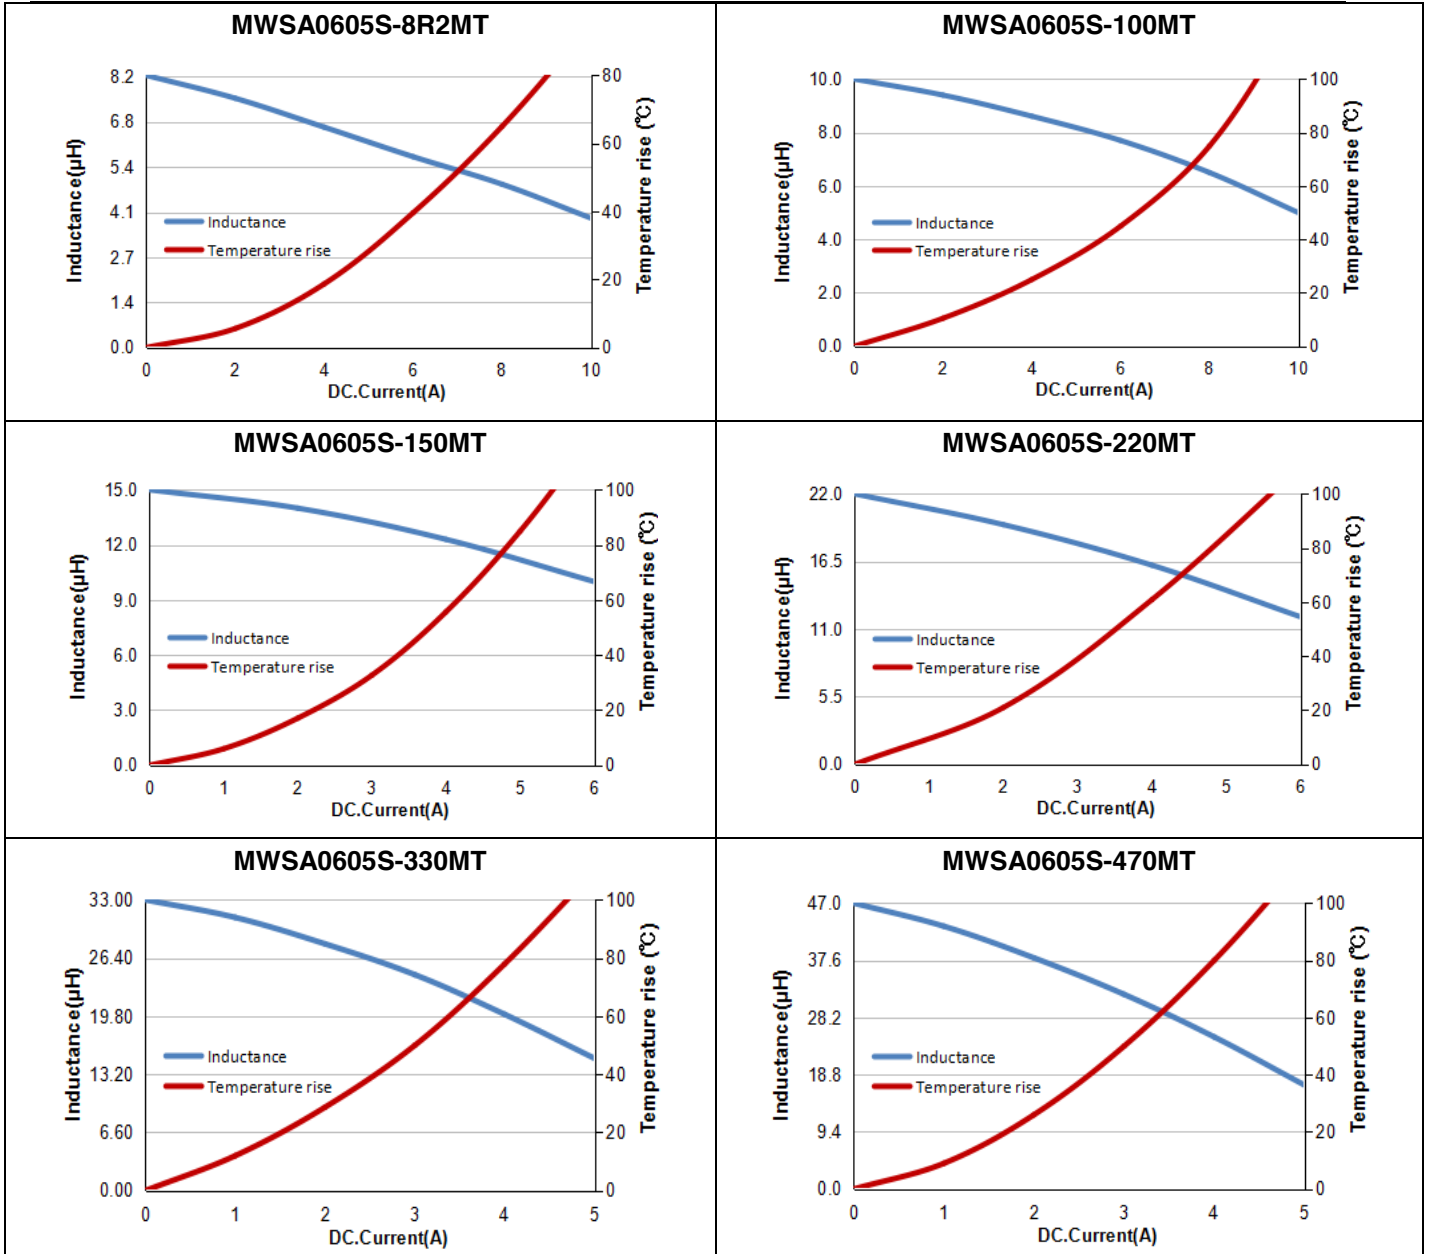 MWSA0605S-8R2MT
8.2
6.8
5.4
4.1
2.7
1.4
0.0
Inductance(µH)
80
60
40
20
0
Temperature rise (℃)
Inductance
Temperature rise
0 2 4 6 8 10
DC.Current(A)
MWSA0605S-100MT
10.0
8.0
6.0
4.0
2.0
0.0
Inductance(µH)
100
80
60
40
20
0
Temperature rise (℃)
Inductance
Temperature rise
0 2 4 6 8 10
DC.Current(A)
MWSA0605S-150MT
15.0
12.0
9.0
6.0
3.0
0.0
Inductance(µH)
100
80
60
40
20
0
Temperature rise (℃)
Inductance
Temperature rise
0 1 2 3 4 5 6
DC.Current(A)
MWSA0605S-220MT
22.0
16.5
11.0
5.5
0.0
Inductance(µH)
100
80
60
40
20
0
Temperature rise (℃)
Inductance
Temperature rise
0 1 2 3 4 5 6
DC.Current(A)
MWSA0605S-330MT
33.00
26.40
19.80
13.20
6.60
0.00
Inductance(µH)
100
80
60
40
20
0
Temperature rise (℃)
Inductance
Temperature rise
0 1 2 3 4 5
DC.Current(A)
MWSA0605S-470MT
47.0
37.6
28.2
18.8
9.4
0.0
Inductance(µH)
100
80
60
40
20
0
Temperature rise (℃)
Inductance
Temperature rise
0 1 2 3 4 5
DC.Current(A)